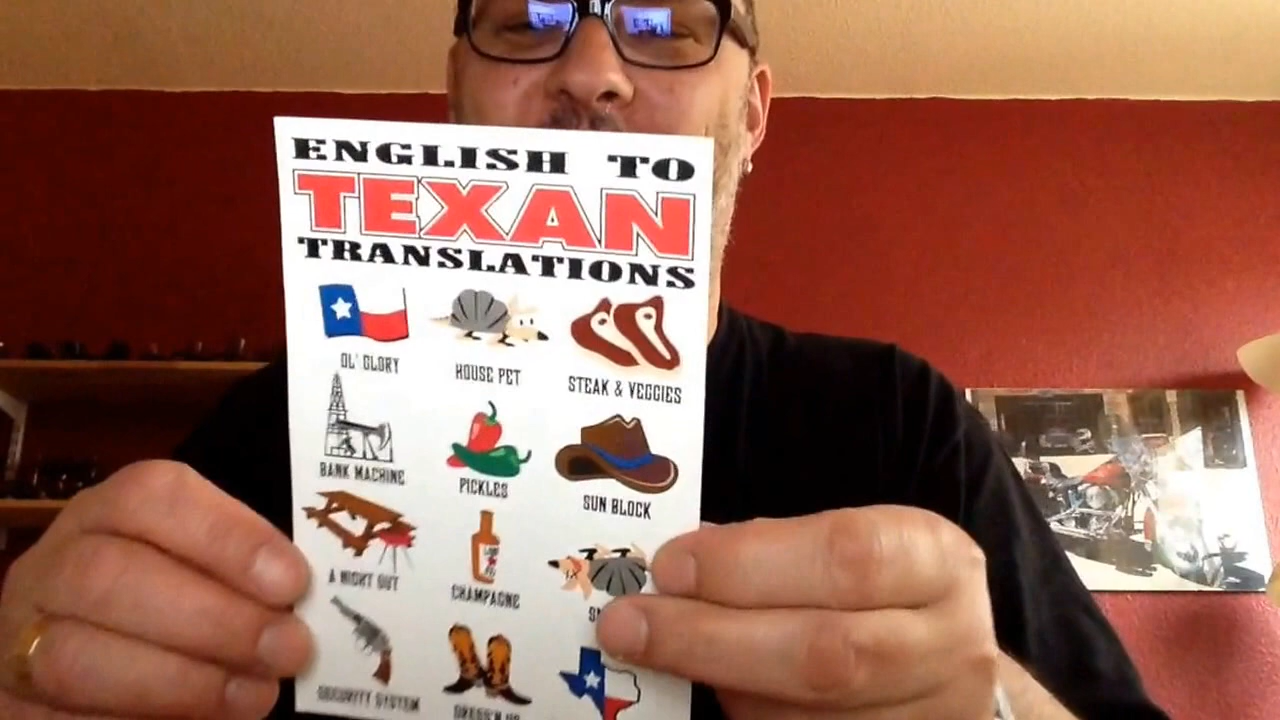 ENGLISH TO
TEXAN
TRANSLATIONS
OL' GLORY
HOUSE PET
STEAK & VEGGIES
BANK MACHINE
PICKLES
SUN BLOCK
A NIGHT OUT
CHAMPAGNE
SECURITY SYSTEM